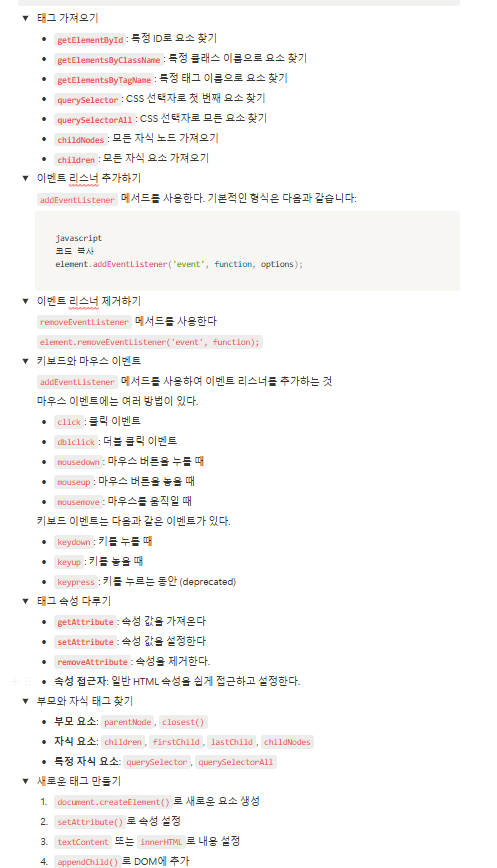 태그 가져오기
getElementById : 특정 ID로 요소 찾기
getElementsByClassName : 특정 클래스 이름으로 요소 찾기
getElementsByTagName : 특정 태그 이름으로 요소 찾기
querySelector : CSS 선택자로 첫 번째 요소 찾기
querySelectorAll : CSS 선택자로 모든 요소 찾기
childNodes : 모든 자식 노드 가져오기
children : 모든 자식 요소 가져오기
이벤트 리스너 추가하기
addEventListener 메서드를 사용한다. 기본적인 형식은 다음과 같습니다:
javascript
코드 복사
element.addEventListener('event', function, options);
이벤트 리스너 제거하기
removeEventListener 메서드를 사용한다
element.removeEventListener('event', function);
키보드와 마우스 이벤트
addEventListener 메서드를 사용하여 이벤트 리스너를 추가하는 것
마우스 이벤트에는 여러 방법이 있다.
click : 클릭 이벤트
dblclick : 더블 클릭 이벤트
mousedown : 마우스 버튼을 누를 때
mouseup : 마우스 버튼을 놓을 때
mousemove : 마우스를 움직일 때
키보드 이벤트는 다음과 같은 이벤트가 있다.
keydown : 키를 누를 때
keyup : 키를 놓을 때
keypress : 키를 누르는 동안 (deprecated)
태그 속성 다루기
getAttribute : 속성 값을 가져온다
setAttribute : 속성 값을 설정한다
removeAttribute : 속성을 제거한다.
속성 접근자: 일반 HTML 속성을 쉽게 접근하고 설정한다.
부모와 자식 태그 찾기
부모 요소: parentNode , closest()
자식 요소: children , firstChild , lastChild , childNodes
특정 자식 요소: querySelector , querySelectorAll
새로운 태그 만들기
1. document.createElement() 로 새로운 요소 생성
2. setAttribute() 로 속성 설정
3. textContent 또는 innerHTML 로 내용 설정
4. appendChild() 로 DOM에 추가